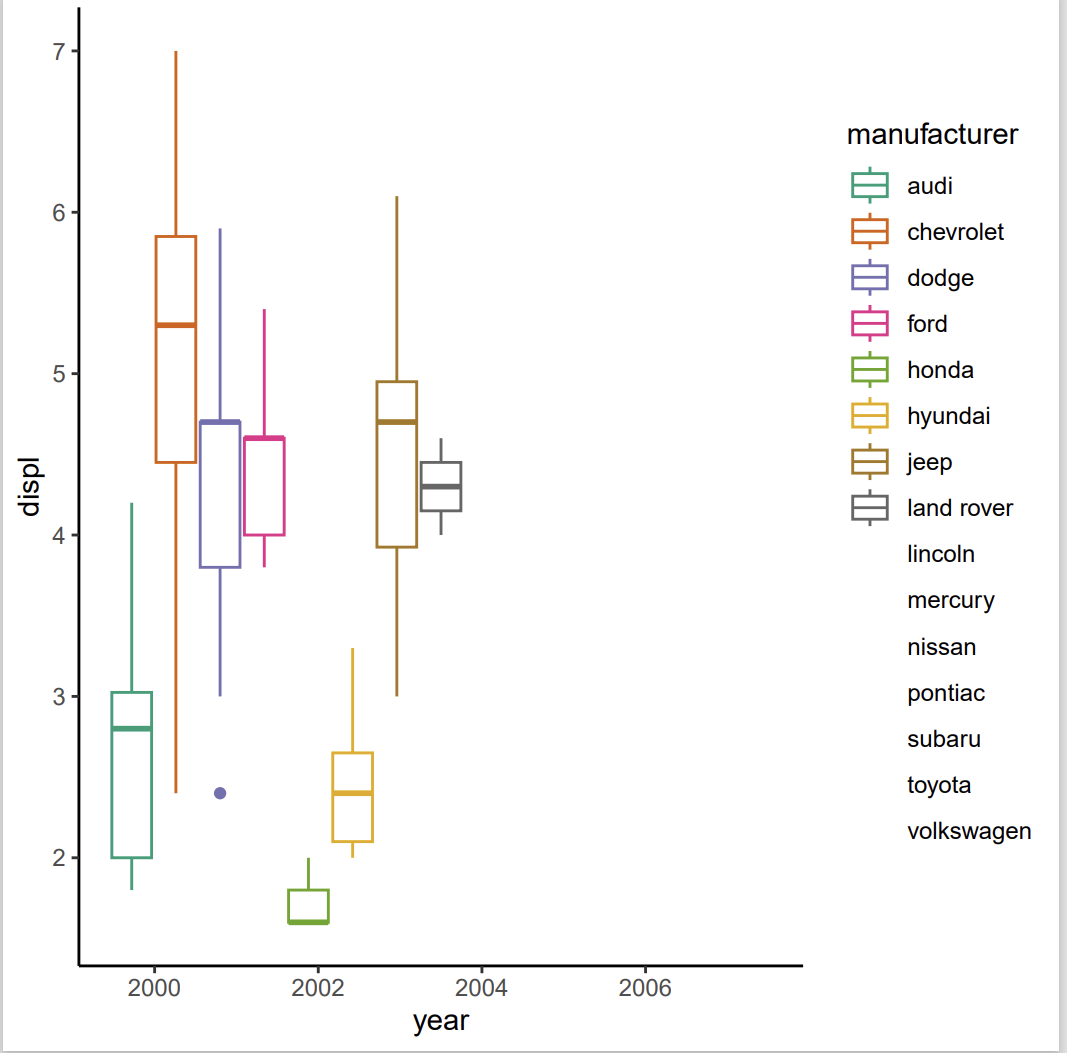 7
6
5
4
3
2
displ
2000 2002 2004 2006
year
manufacturer
audi
chevrolet
dodge
ford
honda
hyundai
jeep
land rover
lincoln
mercury
nissan
pontiac
subaru
toyota
volkswagen